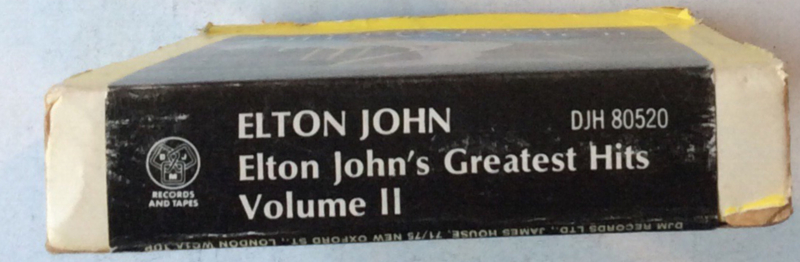 ELTON JOHN
DJH 80520
Elton John's Greatest Hits
Volume II
DJM
RECORDS
AND TAPES
DJM RECORDS LTD., JAMES HOUSE, 71/75 NEW OXFORD ST., LONDON WC1A 1DP